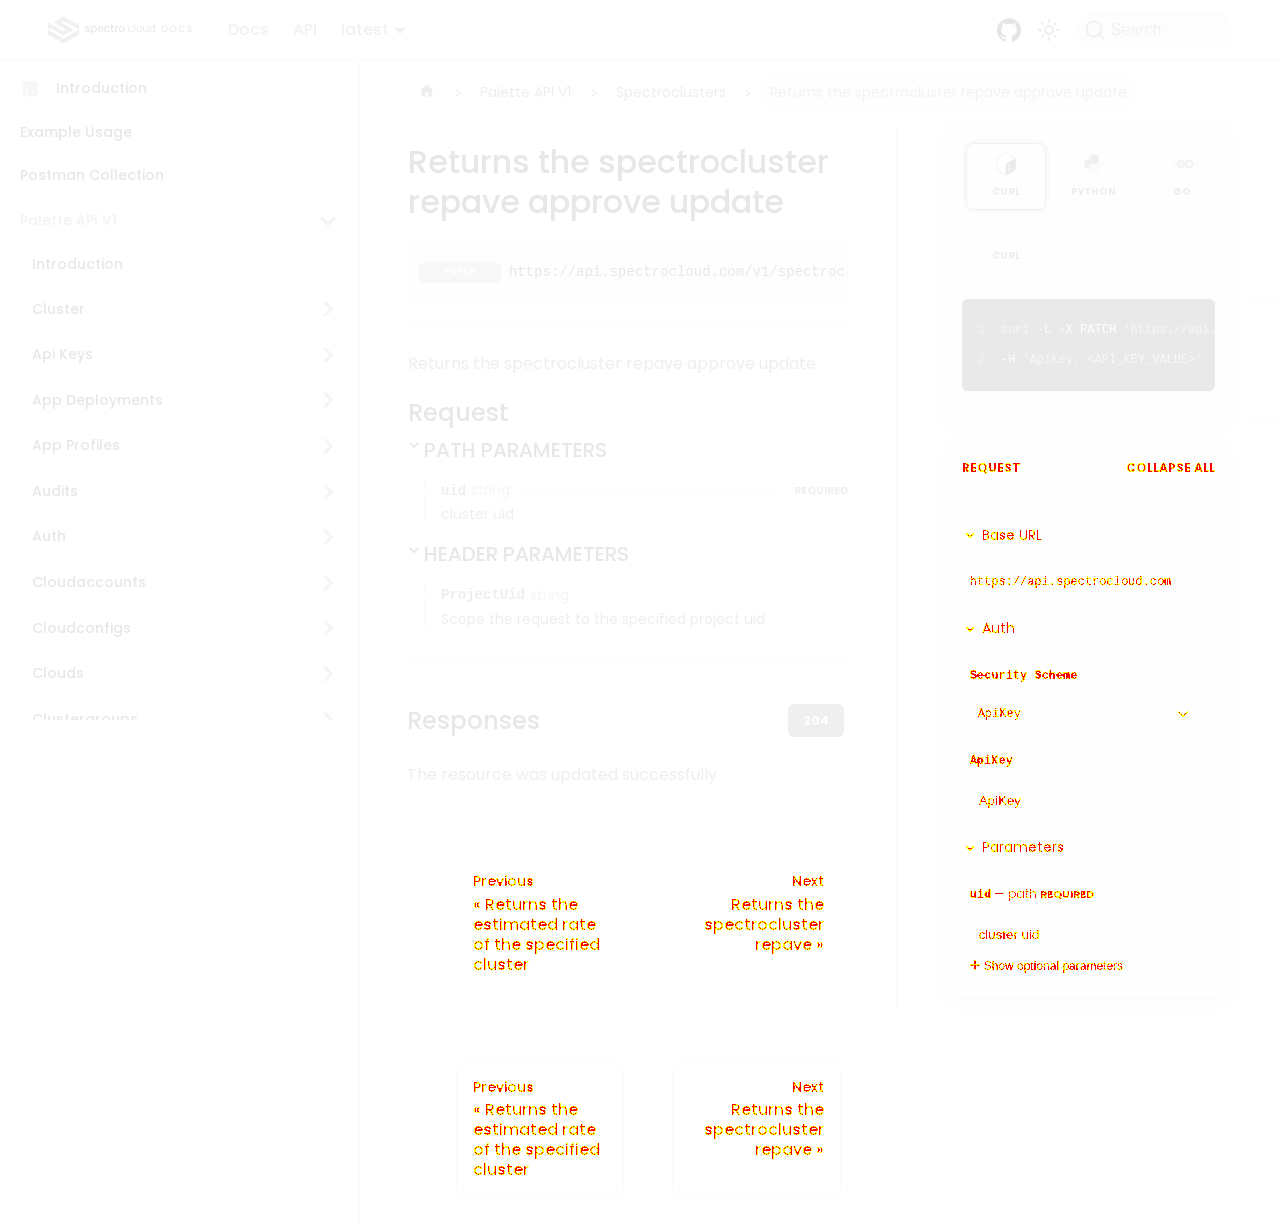 spectro cloud DOCS Docs API latest Search
Introduction
Example Usage
Postman Collection
Palette API V1
Introduction
Cluster
Api Keys
App Deployments
App Profiles
Audits
Auth
Cloudaccounts
Cloudconfigs
Clouds
Clustergroups
Palette API V1 Spectroclusters Returns the spectrocluster repave approve update
Returns the spectrocluster
repave approve update
PATCH https://api.spectrocloud.com/v1/spectroc
Returns the spectrocluster repave approve update
Request
PATH PARAMETERS
uid string REQUIRED
cluster uid
HEADER PARAMETERS
ProjectUid string
Scope the request to the specified project uid
Responses 204
The resource was updated successfully
Previous
« Returns the
estimated rate
of the specified
cluster
Next
Returns the
spectrocluster
repave »
Previous
« Returns the
estimated rate
of the specified
cluster
Next
Returns the
spectrocluster
repave »
CURL PYTHON GO
CURL
1 curl -L -X PATCH 'https://api.
2 -H 'ApiKey: <API_KEY_VALUE>'
REQUEST COLLAPSE ALL
Base URL
https://api.spectrocloud.com
Auth
Security Scheme
ApiKey
ApiKey
ApiKey
Parameters
uid — path REQUIRED
cluster uid
Show optional parameters